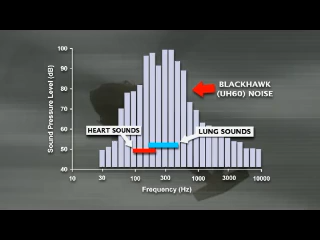 Sound Pressure Level (dB)
100
90
80
70
60
50
40
BLACKHAWK
(UH60) NOISE
HEART SOUNDS
LUNG SOUNDS
10
30
100
300
1000
3000
10000
Frequency (Hz)